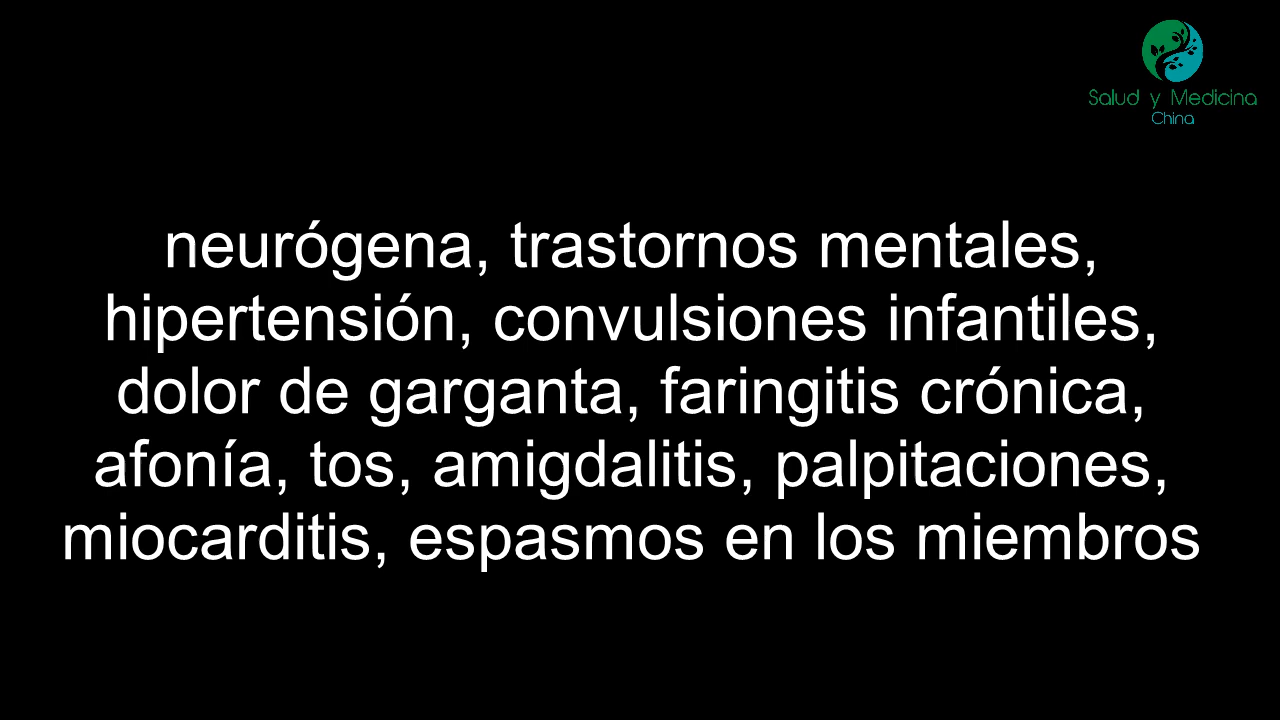 Salud y Medicina
China
neurógena, trastornos mentales,
hipertensión, convulsiones infantiles,
dolor de garganta, faringitis crónica,
afonía, tos, amigdalitis, palpitaciones,
miocarditis, espasmos en los miembros